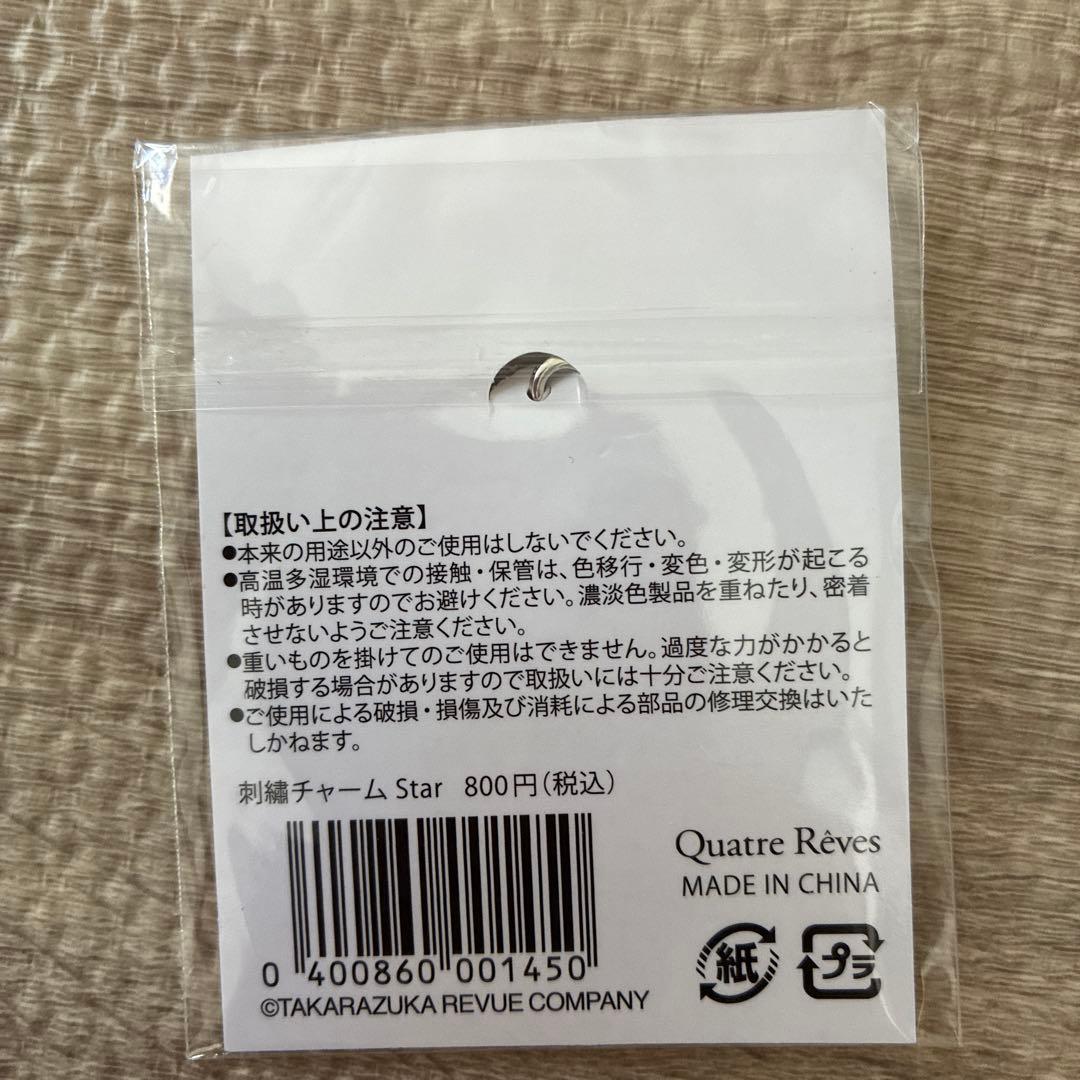 【取扱い上の注意】
●本来の用途以外のご使用はしないでください。
●高温多湿環境での接触・保管は、色移行・変色・変形が起こる
時がありますのでお避けください。濃淡色製品を重ねたり、密着
させないようご注意ください。
●重いものを掛けてのご使用はできません。過度な力がかかると
破損する場合がありますので取扱いには十分ご注意ください。
●ご使用による破損・損傷及び消耗による部品の修理交換はいた
しかねます。
刺繡チャーム Star 800円(税込)
Quatre Rêves
MADE IN CHINA
0 400860 001450
紙 プラ
©TAKARAZUKA REVUE COMPANY